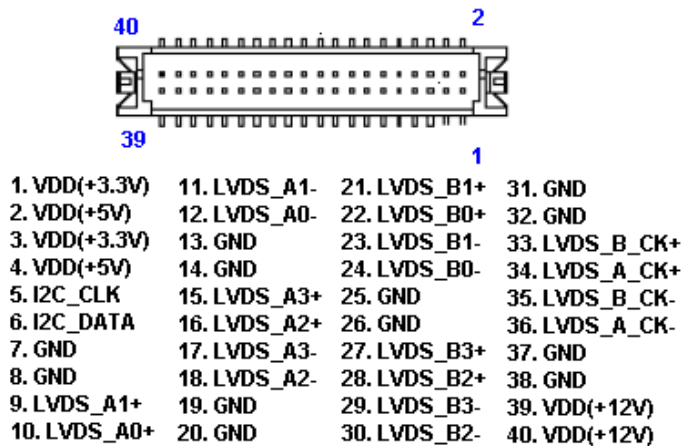 40
2
39
1
1. VDD(+3.3V)
2. VDD(+5V)
3. VDD(+3.3V)
4. VDD(+5V)
5. I2C_CLK
6. I2C_DATA
7. GND
8. GND
9. LVDS_A1+
10. LVDS_A0+
11. LVDS_A1-
12. LVDS_A0-
13. GND
14. GND
15. LVDS_A3+
16. LVDS_A2+
17. LVDS_A3-
18. LVDS_A2-
19. GND
20. GND
21. LVDS_B1+
22. LVDS_B0+
23. LVDS_B1-
24. LVDS_B0-
25. GND
26. GND
27. LVDS_B3+
28. LVDS_B2+
29. LVDS_B3-
30. LVDS_B2-
31. GND
32. GND
33. LVDS_B_CK+
34. LVDS_A_CK+
35. LVDS_B_CK-
36. LVDS_A_CK-
37. GND
38. GND
39. VDD(+12V)
40. VDD(+12V)